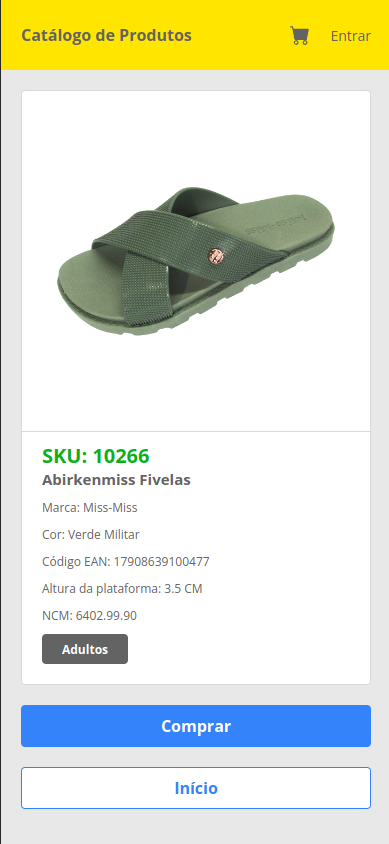 Catálogo de Produtos
Entrar
SKU: 10266
Abirkenmiss Fivelas
Marca: Miss-Miss
Cor: Verde Militar
Código EAN: 17908639100477
Altura da plataforma: 3.5 CM
NCM: 6402.99.90
Adultos
Comprar
Início